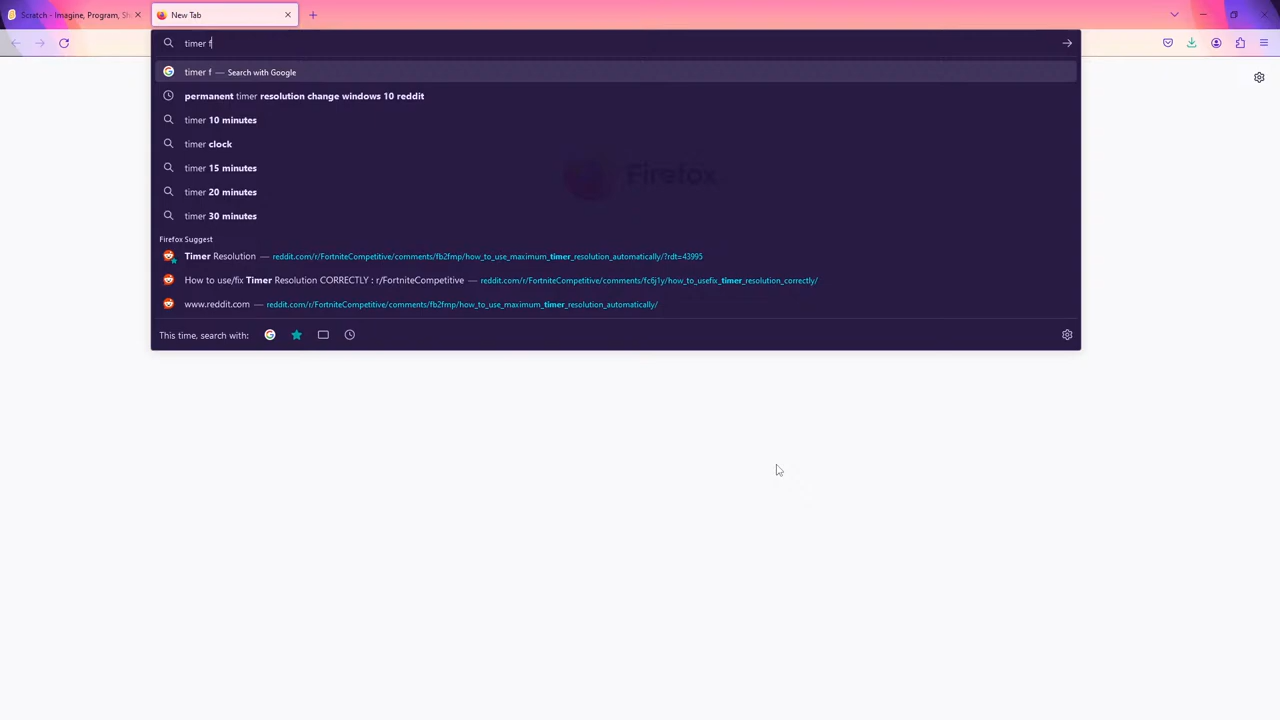 Scratch - Imagine, Program, Sh
New Tab
timer f
timer f — Search with Google
permanent timer resolution change windows 10 reddit
timer 10 minutes
timer clock
timer 15 minutes
timer 20 minutes
timer 30 minutes
Firefox
Firefox Suggest
Timer Resolution — reddit.com/r/FortniteCompetitive/comments/fb2fmp/how_to_use_maximum_timer_resolution_automatically/?rdt=43995
How to use/fix Timer Resolution CORRECTLY : r/FortniteCompetitive — reddit.com/r/FortniteCompetitive/comments/fc6j1y/how_to_usefix_timer_resolution_correctly/
www.reddit.com — reddit.com/r/FortniteCompetitive/comments/fb2fmp/how_to_use_maximum_timer_resolution_automatically/
This time, search with: